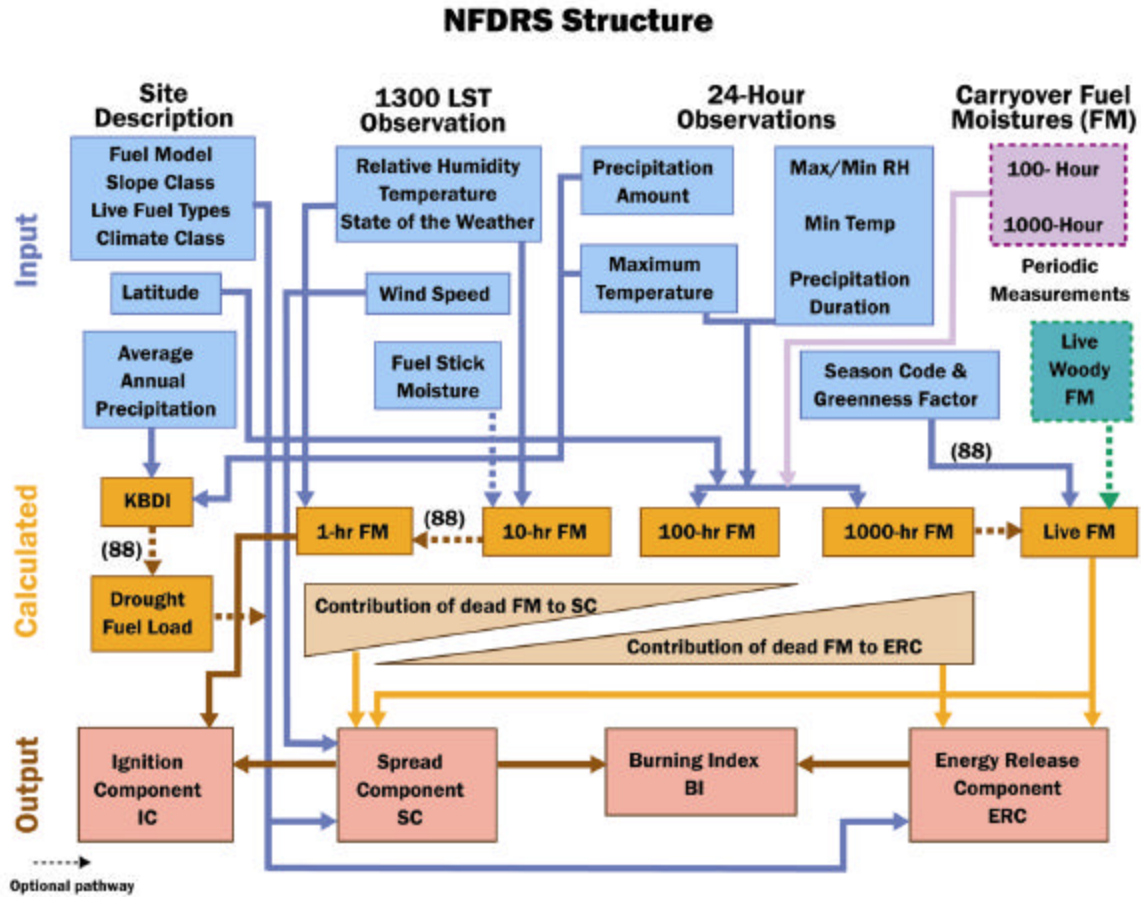 NFDRS Structure
Site
Description
1300 LST
Observation
24-Hour
Observations
Carryover Fuel
Moistures (FM)
Input
Fuel Model
Slope Class
Live Fuel Types
Climate Class
Relative Humidity
Temperature
State of the Weather
Precipitation
Amount
Max/Min RH
Min Temp
Precipitation
Duration
100- Hour
1000-Hour
Latitude
Wind Speed
Maximum
Temperature
Periodic
Measurements
Average
Annual
Precipitation
Fuel Stick
Moisture
Season Code &
Greenness Factor
Live
Woody
FM
(88)
Calculated
KBDI
1-hr FM
(88)
10-hr FM
100-hr FM
1000-hr FM
Live FM
(88)
Drought
Fuel Load
Contribution of dead FM to SC
Contribution of dead FM to ERC
Output
Ignition
Component
IC
Spread
Component
SC
Burning Index
BI
Energy Release
Component
ERC
Optional pathway